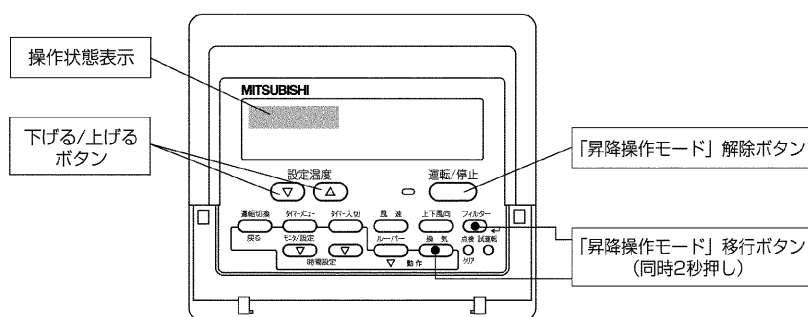 操作状態表示
下げる/上げる
ボタン
MITSUBISHI
設定温度
運転/停止
運転切換
タイマーメニュー
タイマー入切
風 速
上下風向
フィルター
戻る
モニタ/設定
時間設定
ルーバー
動 作
換 気
点検 試運転
クリア
「昇降操作モード」解除ボタン
「昇降操作モード」移行ボタン
(同時2秒押し)